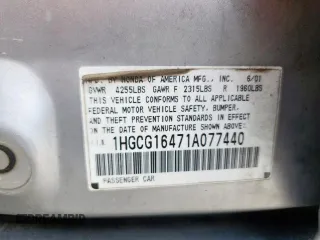 MFD. BY HONDA OF AMERICA MFG., INC. 6/01
GVWR 4255LBS GAWR F 2315LBS R 1960LBS
THIS VEHICLE CONFORMS TO ALL APPLICABLE
FEDERAL MOTOR VEHICLE SAFETY, BUMPER,
AND THEFT PREVENTION STANDARDS IN EFFECT
ON THE DATE OF MANUFACTURE SHOWN ABOVE.
1HGCG16471A077440
PASSENGER CAR